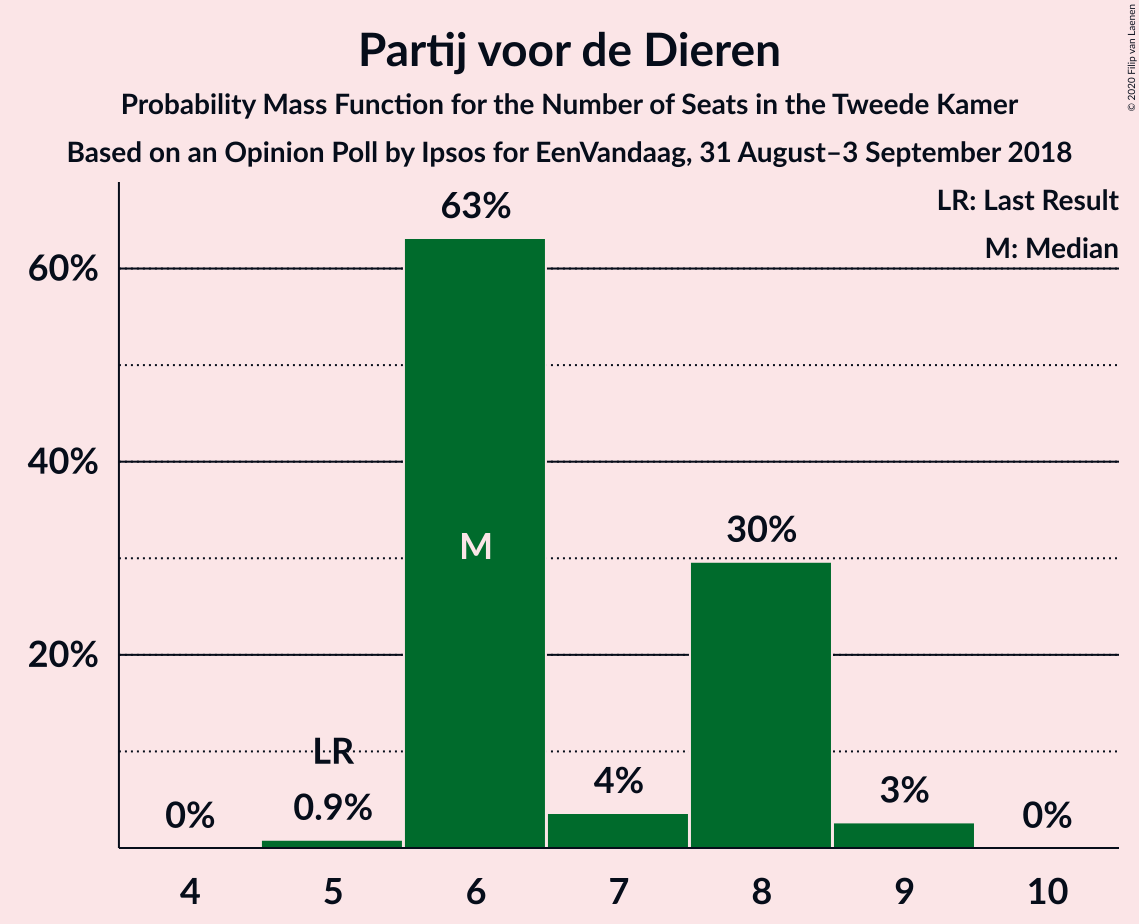 Partij voor de Dieren
Probability Mass Function for the Number of Seats in the Tweede Kamer
Based on an Opinion Poll by Ipsos for EenVandaag, 31 August–3 September 2018
© 2020 Filip van Laenen
LR: Last Result
M: Median
63%
60%
40%
30%
M
20%
LR
0%
0.9%
4%
3%
0%
4 5 6 7 8 9 10